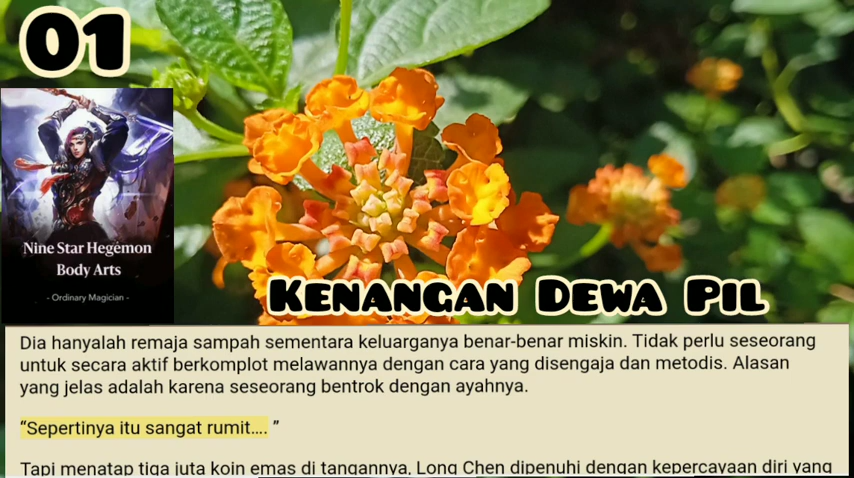 01
Nine Star Hegemon
Body Arts
- Ordinary Magician -
Kenangan Dewa Pil
Dia hanyalah remaja sampah sementara keluarganya benar-benar miskin. Tidak perlu seseorang
untuk secara aktif berkomplot melawannya dengan cara yang disengaja dan metodis. Alasan
yang jelas adalah karena seseorang bentrok dengan ayahnya.
“Sepertinya itu sangat rumit…. ”
Tapi menatap tiga juta koin emas di tangannya, Long Chen dipenuhi dengan kepercayaan diri yang